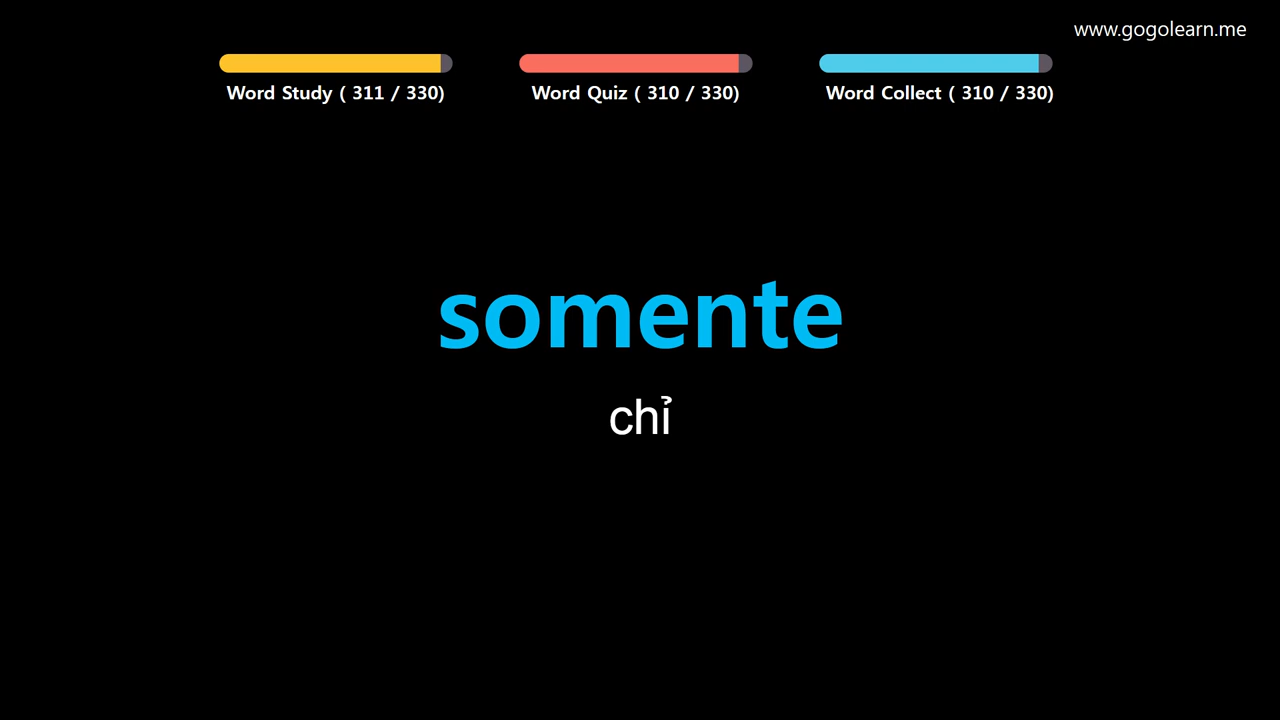 www.gogolearn.me
Word Study ( 311 / 330)
Word Quiz ( 310 / 330)
Word Collect ( 310 / 330)
somente
chỉ